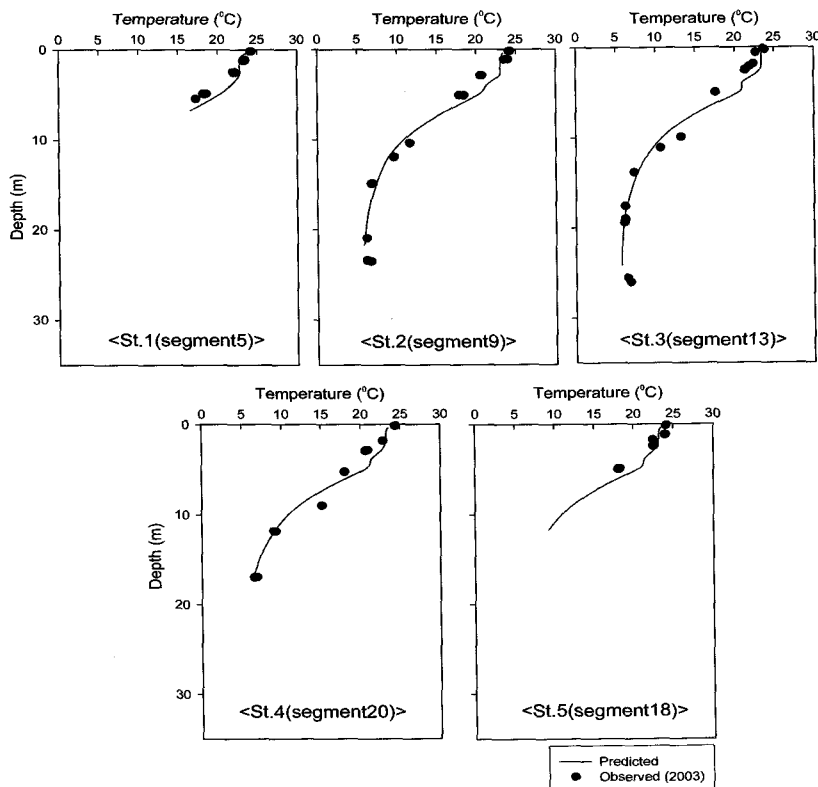 Temperature (°C)
0 5 10 15 20 25 30
Temperature (°C)
0 5 10 15 20 25 30
Temperature (°C)
0 5 10 15 20 25 30
Depth (m)
0
10
20
30
<St.1(segment5)>
<St.2(segment9)>
<St.3(segment13)>
Temperature (°C)
0 5 10 15 20 25 30
Temperature (°C)
0 5 10 15 20 25 30
Depth (m)
0
10
20
30
<St.4(segment20)>
<St.5(segment18)>
Predicted
Observed (2003)